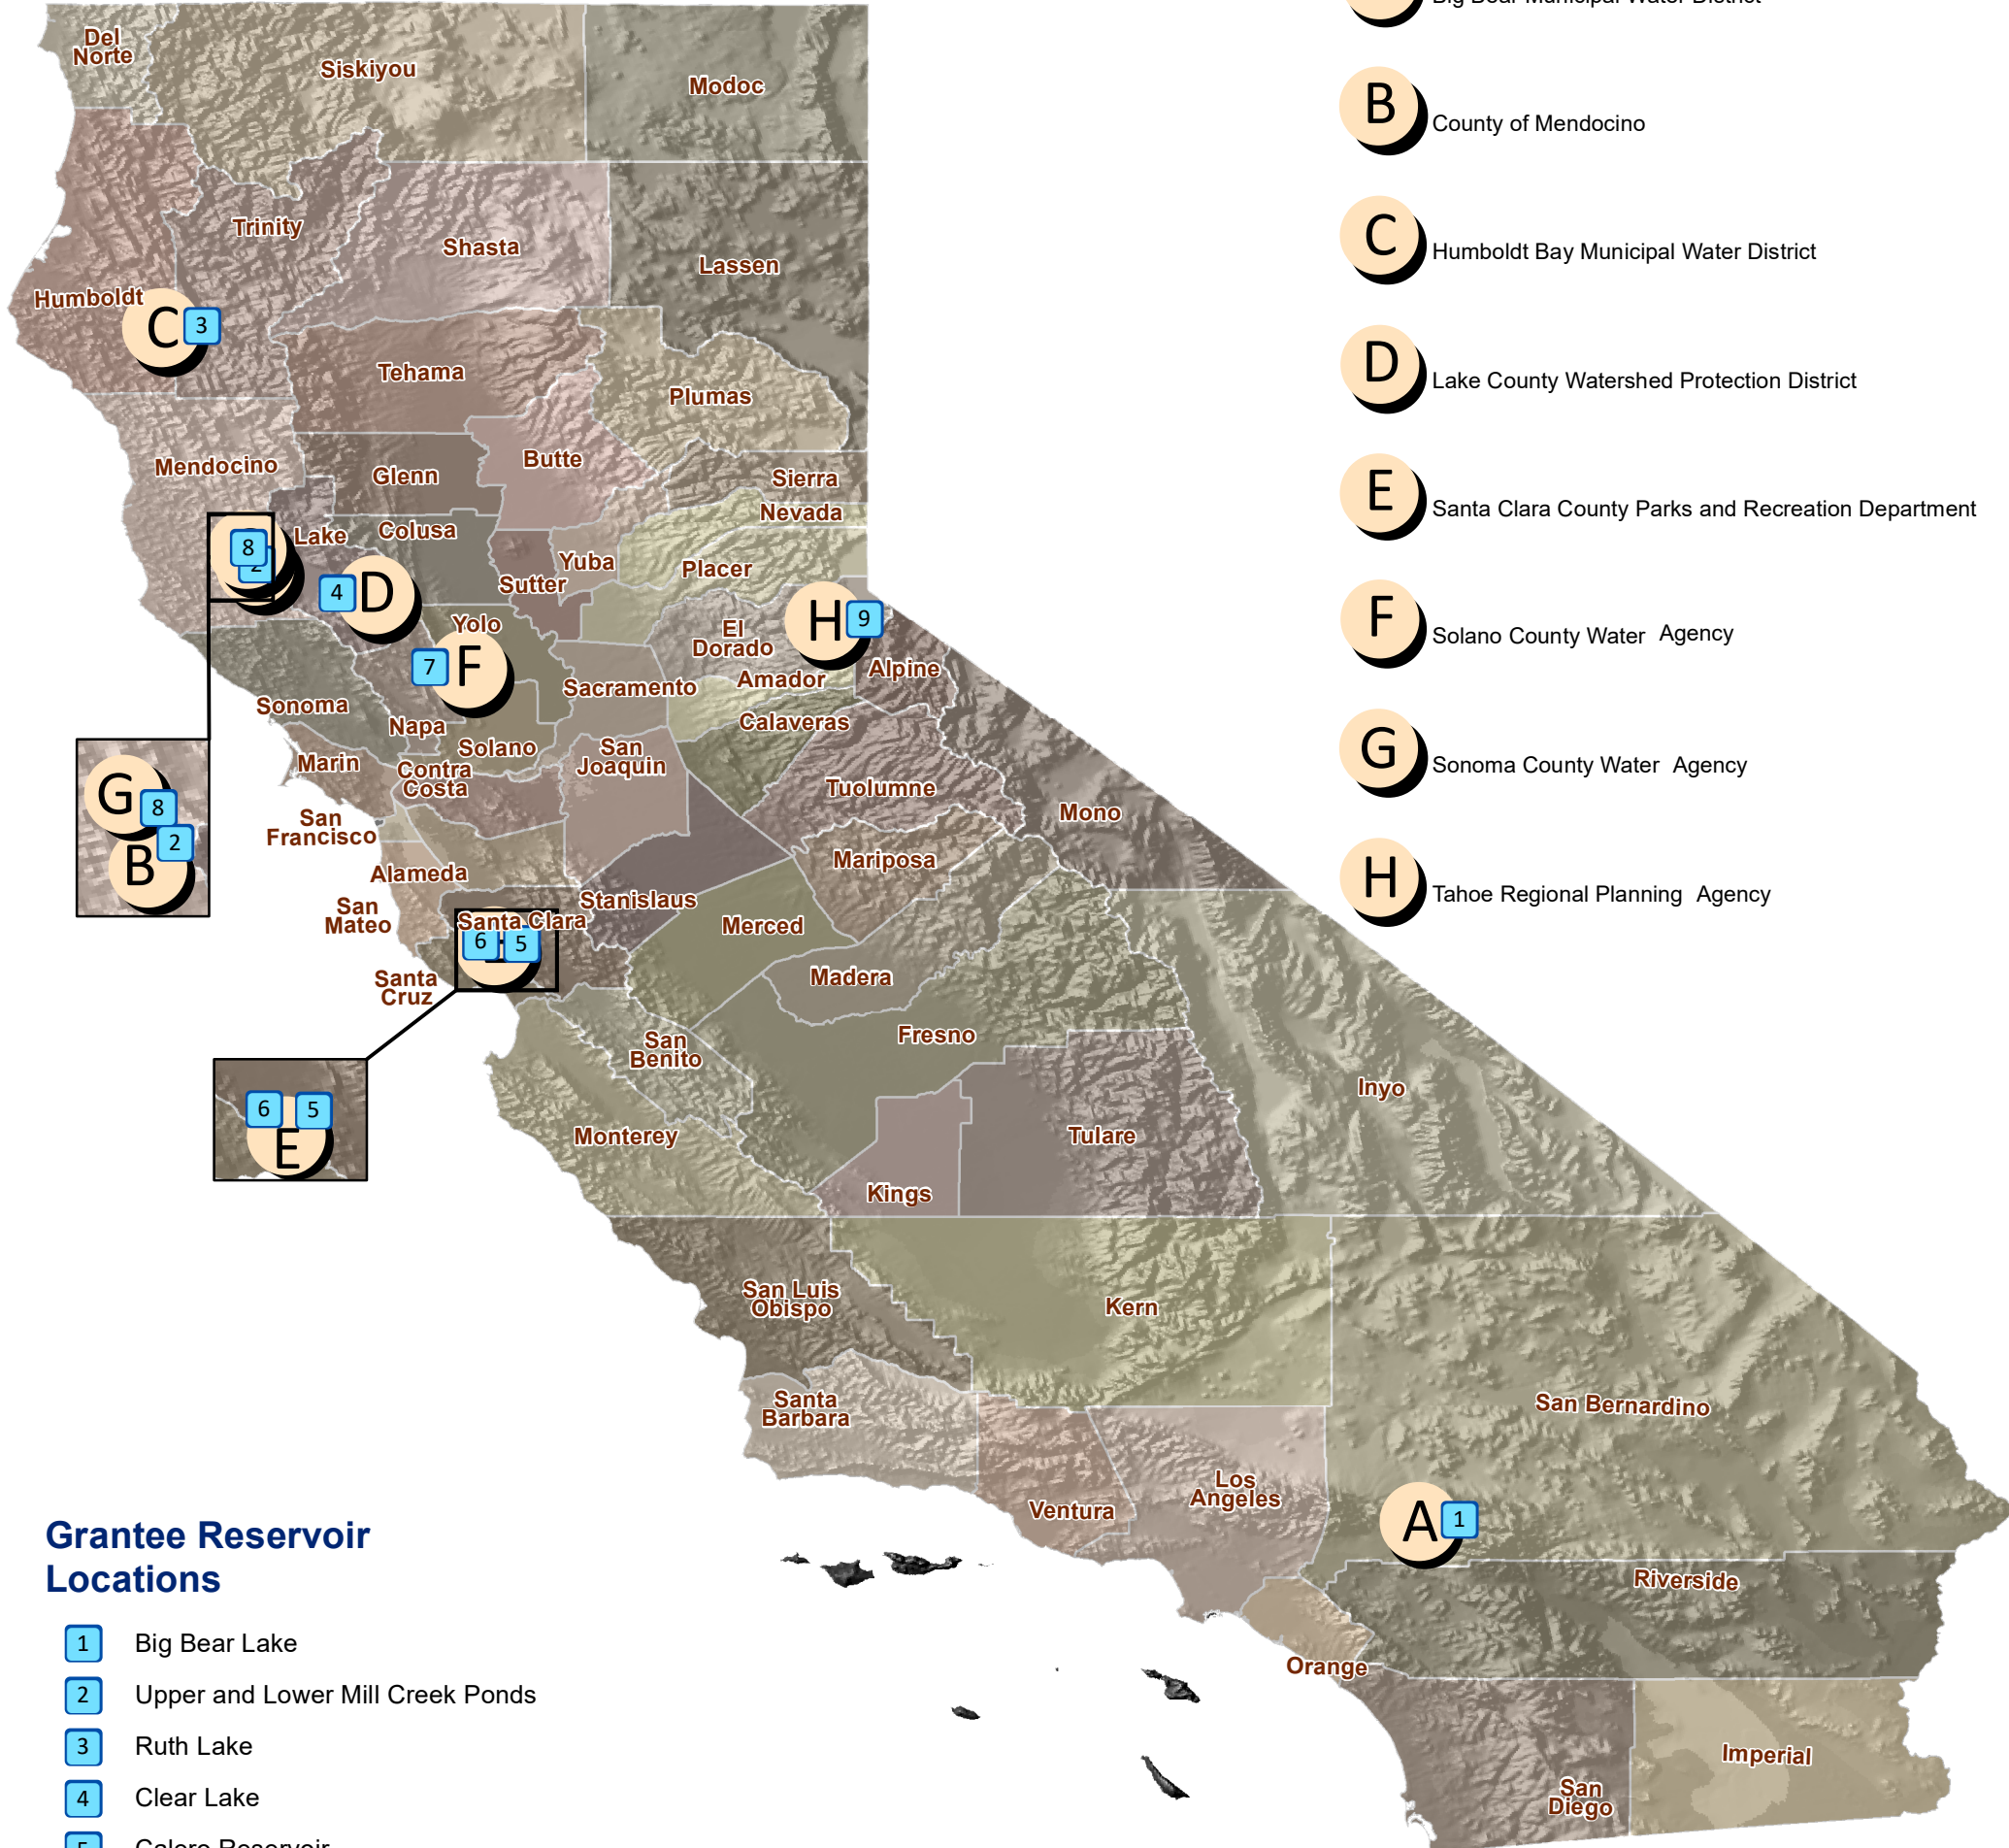 Big Bear Municipal Water District
B
County of Mendocino
C
Humboldt Bay Municipal Water District
D
Lake County Watershed Protection District
E
Santa Clara County Parks and Recreation Department
F
Solano County Water Agency
G
Sonoma County Water Agency
H
Tahoe Regional Planning Agency
Del
Norte
Siskiyou
Modoc
Trinity
Shasta
Lassen
Humboldt
C
3
Tehama
Plumas
Mendocino
Glenn
Butte
Sierra
Nevada
Lake
Colusa
8
2
Yuba
Placer
Sutter
4
D
H
9
Yolo
El
Dorado
7
F
Alpine
Amador
Sacramento
Sonoma
Napa
Calaveras
Solano
San
Joaquin
Marin
Contra
Costa
Tuolumne
G
8
2
B
San
Francisco
Mono
Mariposa
Alameda
Stanislaus
San
Mateo
Santa Clara
Merced
6
5
Santa
Cruz
Madera
Fresno
San
Benito
Inyo
6
5
E
Monterey
Tulare
Kings
San Luis
Obispo
Kern
Santa
Barbara
San Bernardino
Los
Angeles
Ventura
A
1
Riverside
Orange
Imperial
San
Diego
Grantee Reservoir
Locations
1
Big Bear Lake
2
Upper and Lower Mill Creek Ponds
3
Ruth Lake
4
Clear Lake
5
Calero Reservoir